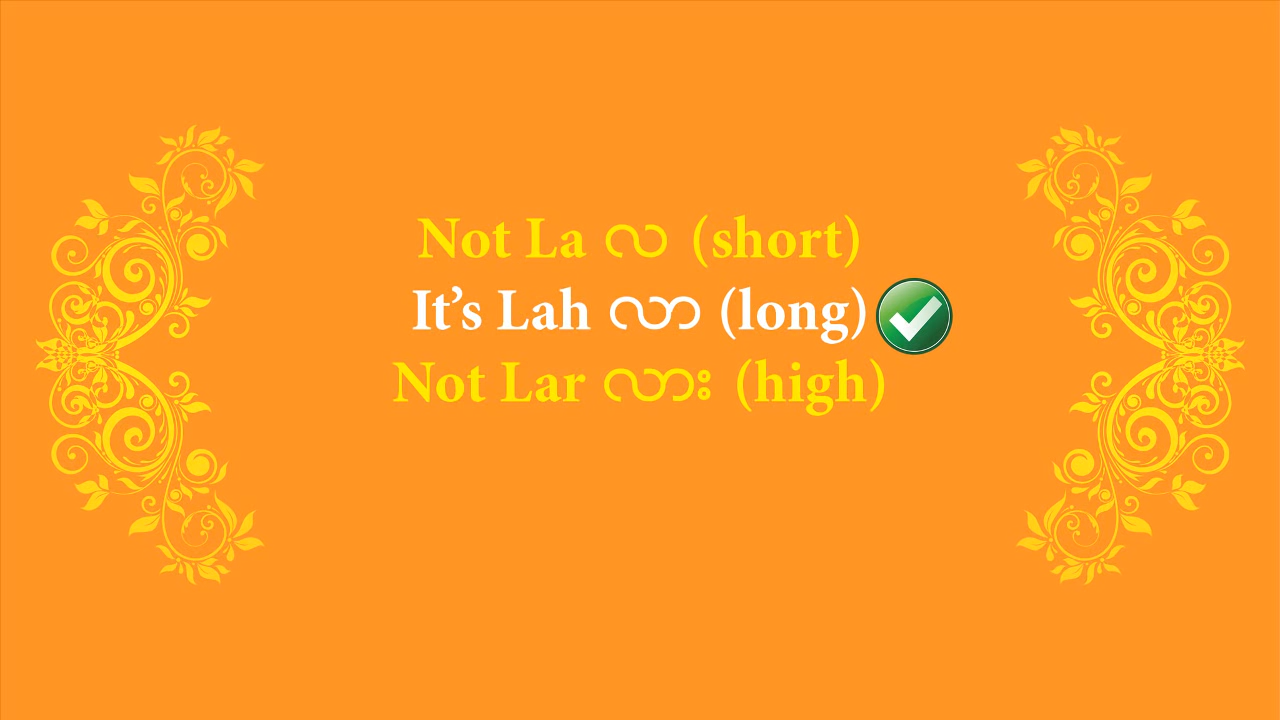 Not La လ (short)
It’s Lah လာ (long)
Not Lar လား (high)